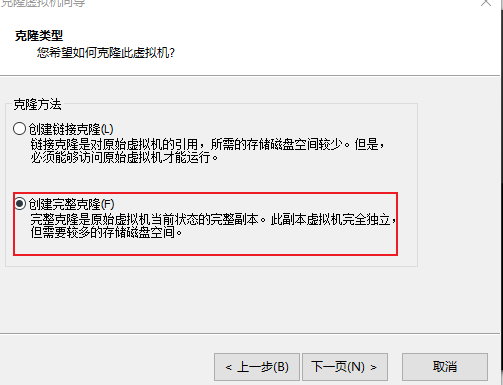 克隆虚拟机向导
克隆类型
您希望如何克隆此虚拟机?
克隆方法
创建链接克隆(L)
链接克隆是对原始虚拟机的引用，所需的存储磁盘空间较少。但是，
必须能够访问原始虚拟机才能运行。
创建完整克隆(F)
完整克隆是原始虚拟机当前状态的完整副本。此副本虚拟机完全独立，
但需要较多的存储磁盘空间。
< 上一步(B) 下一页(N) > 取消